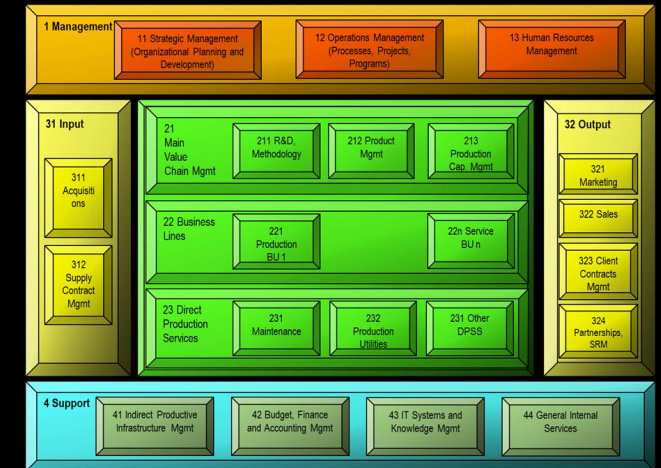 1 Management
11 Strategic Management
(Organizational Planning and
Development)
12 Operations Management
(Processes, Projects,
Programs)
13 Human Resources
Management
31 Input
311
Acquisiti
ons
312
Supply
Contract
Mgmt
21
Main
Value
Chain Mgmt
211 R&D,
Methodology
212 Product
Mgmt
213
Production
Cap. Mgmt
22 Business
Lines
221
Production
BU 1
22n Service
BU n
23 Direct
Production
Services
231
Maintenance
232
Production
Utilities
231 Other
DPSS
32 Output
321
Marketing
322 Sales
323 Client
Contracts
Mgmt
324
Partnerships,
SRM
4 Support
41 Indirect Productive
Infrastructure Mgmt
42 Budget, Finance
and Accounting Mgmt
43 IT Systems and
Knowledge Mgmt
44 General Internal
Services